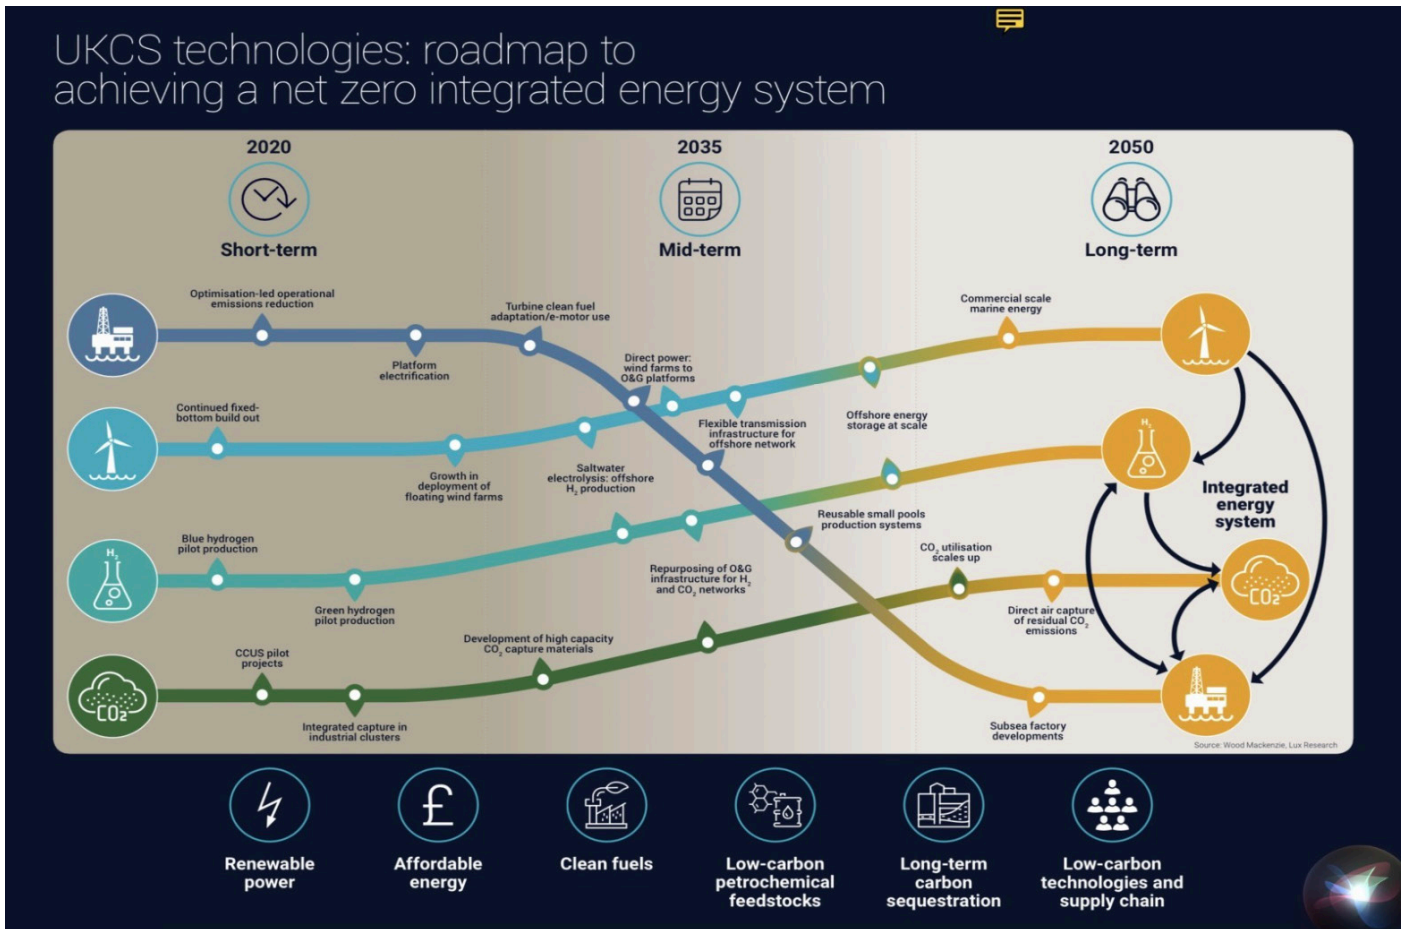 UKCS technologies: roadmap to
achieving a net zero integrated energy system
2020
2035
2050
Short-term
Mid-term
Long-term
Optimisation-led operational
emissions reduction
Platform
electrification
Turbine clean fuel
adaptation/e-motor use
Direct power:
wind farms to
O&G platforms
Commercial scale
marine energy
Continued fixed-
bottom build out
Growth in
deployment of
floating wind farms
Saltwater
electrolysis: offshore
H₂ production
Flexible transmission
infrastructure for
offshore network
Offshore energy
storage at scale
H₂
Integrated
energy
system
Blue hydrogen
pilot production
H₂
Green hydrogen
pilot production
Repurposing of O&G
infrastructure for H₂
and CO₂ networks
Reusable small pools
production systems
CO₂ utilisation
scales up
Direct air capture
of residual CO₂
emissions
CO₂
CCUS pilot
projects
CO₂
Integrated capture in
industrial clusters
Development of high capacity
CO₂ capture materials
Subsea factory
developments
Source: Wood Mackenzie, Lux Research
£
Renewable
power
Affordable
energy
Clean fuels
Low-carbon
petrochemical
feedstocks
Long-term
carbon
sequestration
Low-carbon
technologies and
supply chain